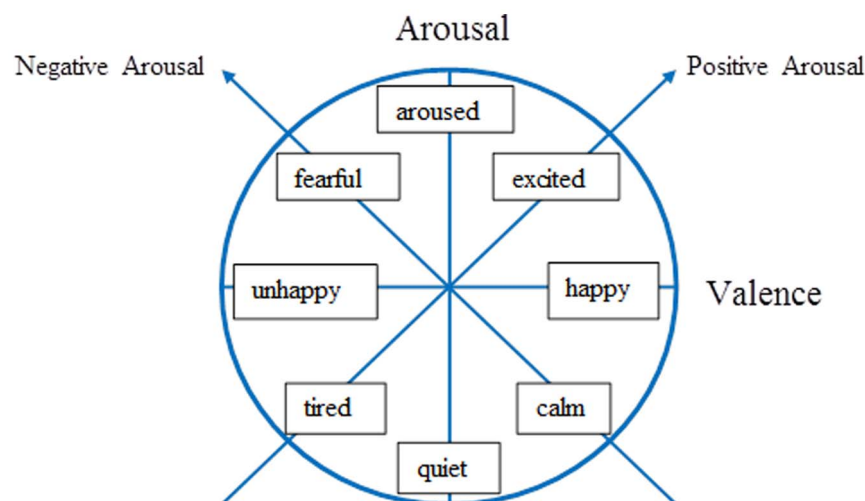 Arousal
Negative Arousal
Positive Arousal
aroused
fearful
excited
unhappy
happy
Valence
tired
calm
quiet